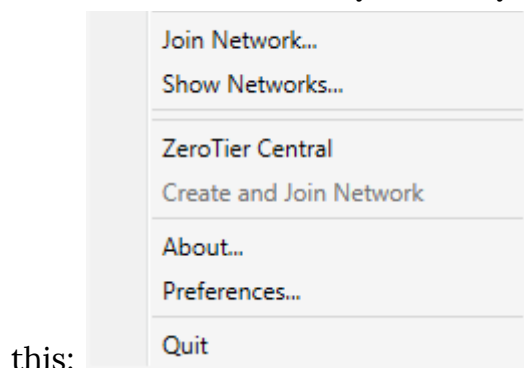 Join Network...
Show Networks...
ZeroTier Central
Create and Join Network
About...
Preferences...
this:
Quit